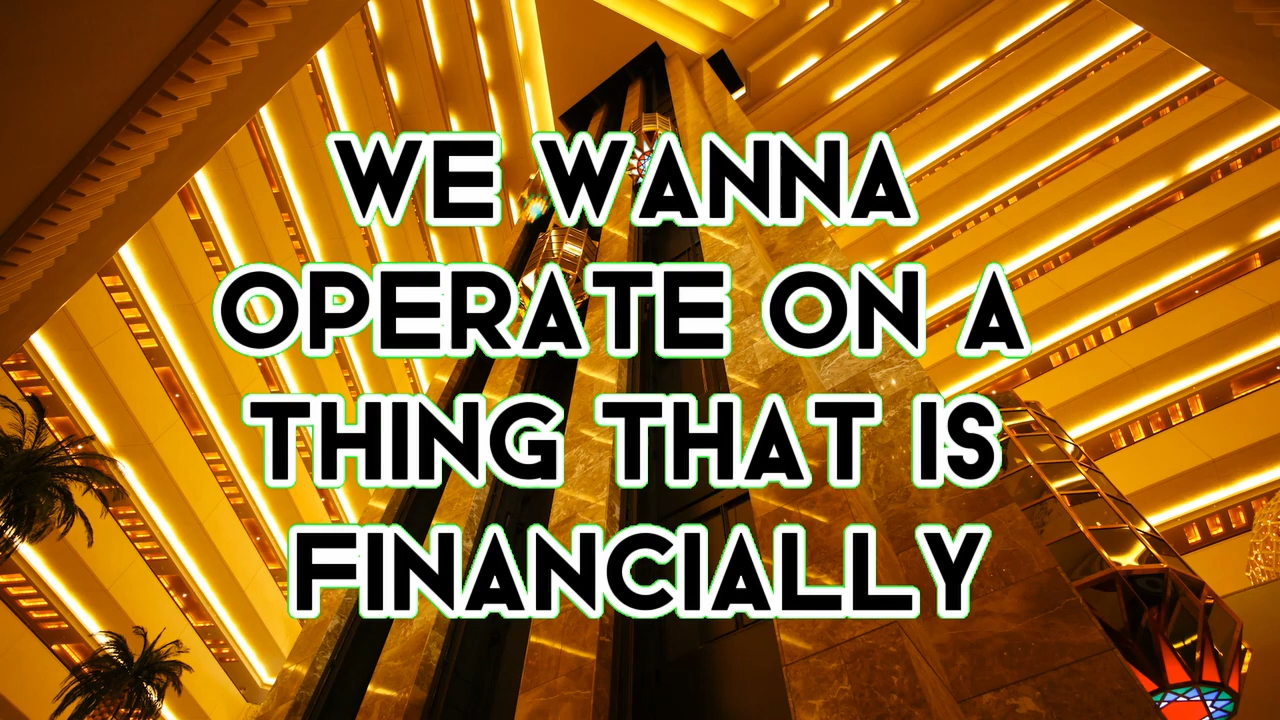 WE WANNA
OPERATE ON A
THING THAT IS
FINANCIALLY